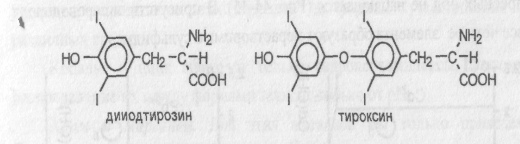 I I I NH₂ NH₂
HO CH₂ C H HO O CH₂ C H
COOH COOH
I I I
дииодтирозин тироксин